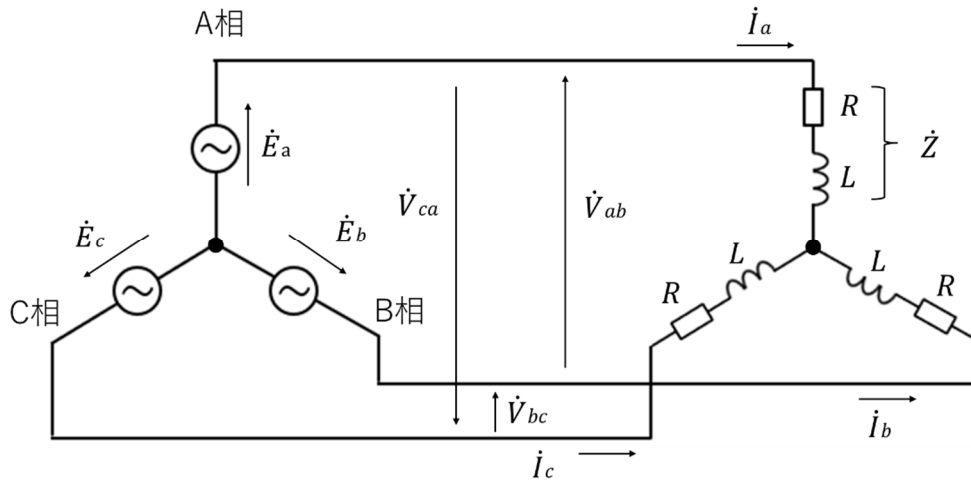 A相
İa
Ėa
R
L
Ż
V̇ca
V̇ab
Ėc
Ėb
L
L
R
R
C相
B相
V̇bc
İb
İc